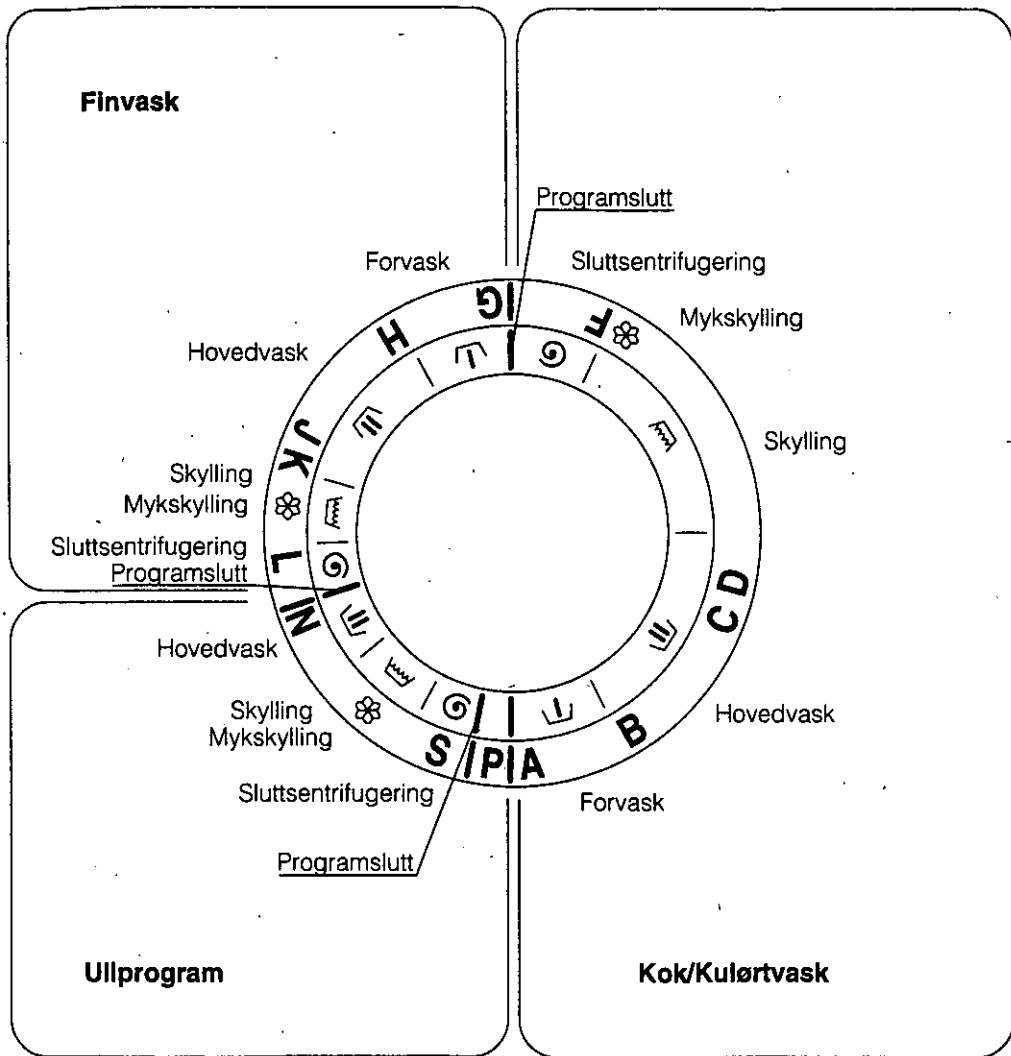 Finvask
Programslutt
Forvask
Sluttsentrifugering
Mykskylling
Hovedvask
Skylling
Skylling
Mykskylling
Sluttsentrifugering
Programslutt
Hovedvask
Skylling
Mykskylling
Sluttsentrifugering
Programslutt
Hovedvask
Forvask
Ullprogram
Kok/Kulørtvask
A
B
C D
F
G
H
J K
L
N
S
P